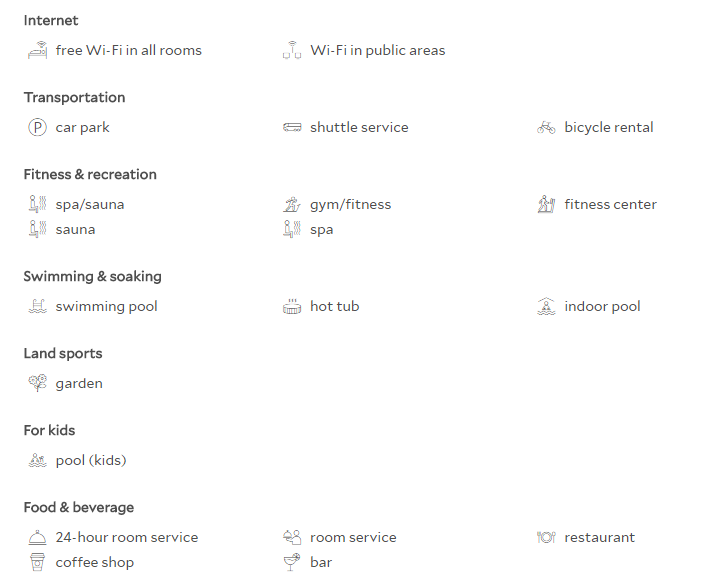 Internet
free Wi-Fi in all rooms Wi-Fi in public areas
Transportation
P car park shuttle service bicycle rental
Fitness & recreation
spa/sauna gym/fitness fitness center
sauna spa
Swimming & soaking
swimming pool hot tub indoor pool
Land sports
garden
For kids
pool (kids)
Food & beverage
24-hour room service room service restaurant
coffee shop bar